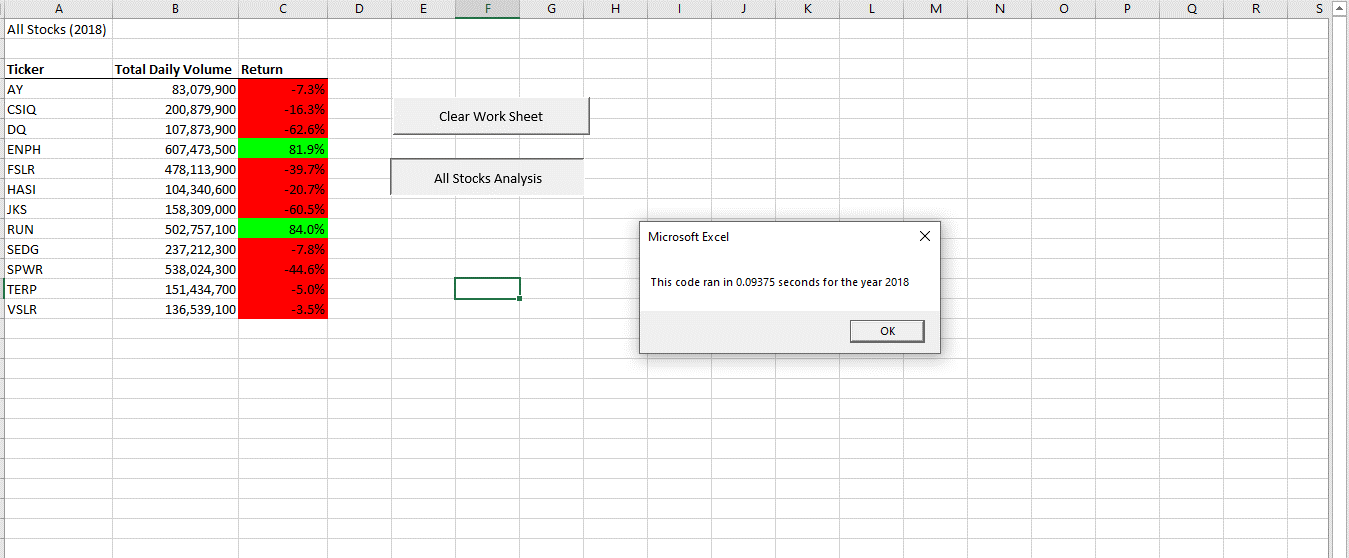 A B C D E F G H I J K L M N O P Q R S
All Stocks (2018)
Ticker Total Daily Volume Return
AY 83,079,900 -7.3%
CSIQ 200,879,900 -16.3%
DQ 107,873,900 -62.6%
ENPH 607,473,500 81.9%
FSLR 478,113,900 -39.7%
HASI 104,340,600 -20.7%
JKS 158,309,000 -60.5%
RUN 502,757,100 84.0%
SEDG 237,212,300 -7.8%
SPWR 538,024,300 -44.6%
TERP 151,434,700 -5.0%
VSLR 136,539,100 -3.5%
Clear Work Sheet
All Stocks Analysis
Microsoft Excel
This code ran in 0.09375 seconds for the year 2018
OK